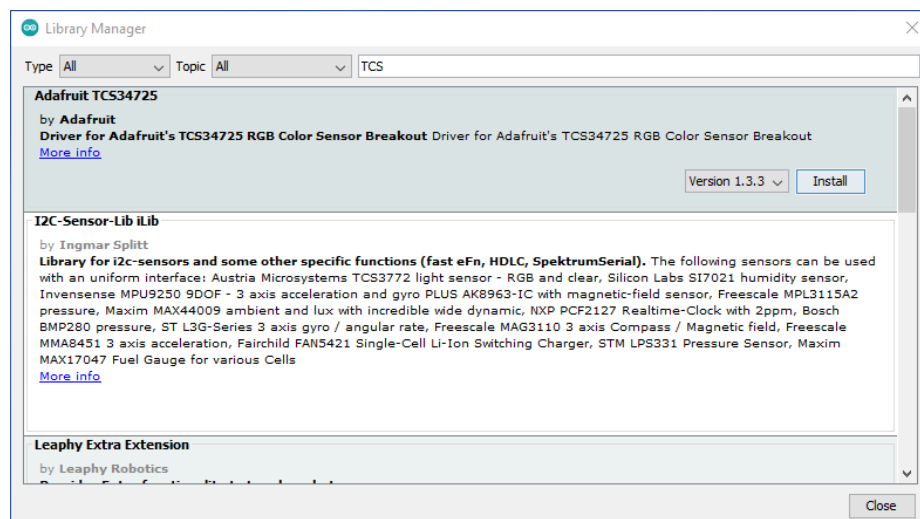 Library Manager
Type All Topic All TCS
Adafruit TCS34725
by Adafruit
Driver for Adafruit's TCS34725 RGB Color Sensor Breakout Driver for Adafruit's TCS34725 RGB Color Sensor Breakout
More info
Version 1.3.3 Install
I2C-Sensor-Lib iLib
by Ingmar Splitt
Library for i2c-sensors and some other specific functions (fast eFn, HDLC, SpektrumSerial). The following sensors can be used
with an uniform interface: Austria Microsystems TCS3772 light sensor - RGB and clear, Silicon Labs SI7021 humidity sensor,
Invensense MPU9250 9DOF - 3 axis acceleration and gyro PLUS AK8963-IC with magnetic-field sensor, Freescale MPL3115A2
pressure, Maxim MAX44009 ambient and lux with incredible wide dynamic, NXP PCF2127 Realtime-Clock with 2ppm, Bosch
BMP280 pressure, ST L3G-Series 3 axis gyro / angular rate, Freescale MAG3110 3 axis Compass / Magnetic field, Freescale
MMA8451 3 axis acceleration, Fairchild FAN5421 Single-Cell Li-Ion Switching Charger, STM LPS331 Pressure Sensor, Maxim
MAX17047 Fuel Gauge for various Cells
More info
Leaphy Extra Extension
by Leaphy Robotics
Close